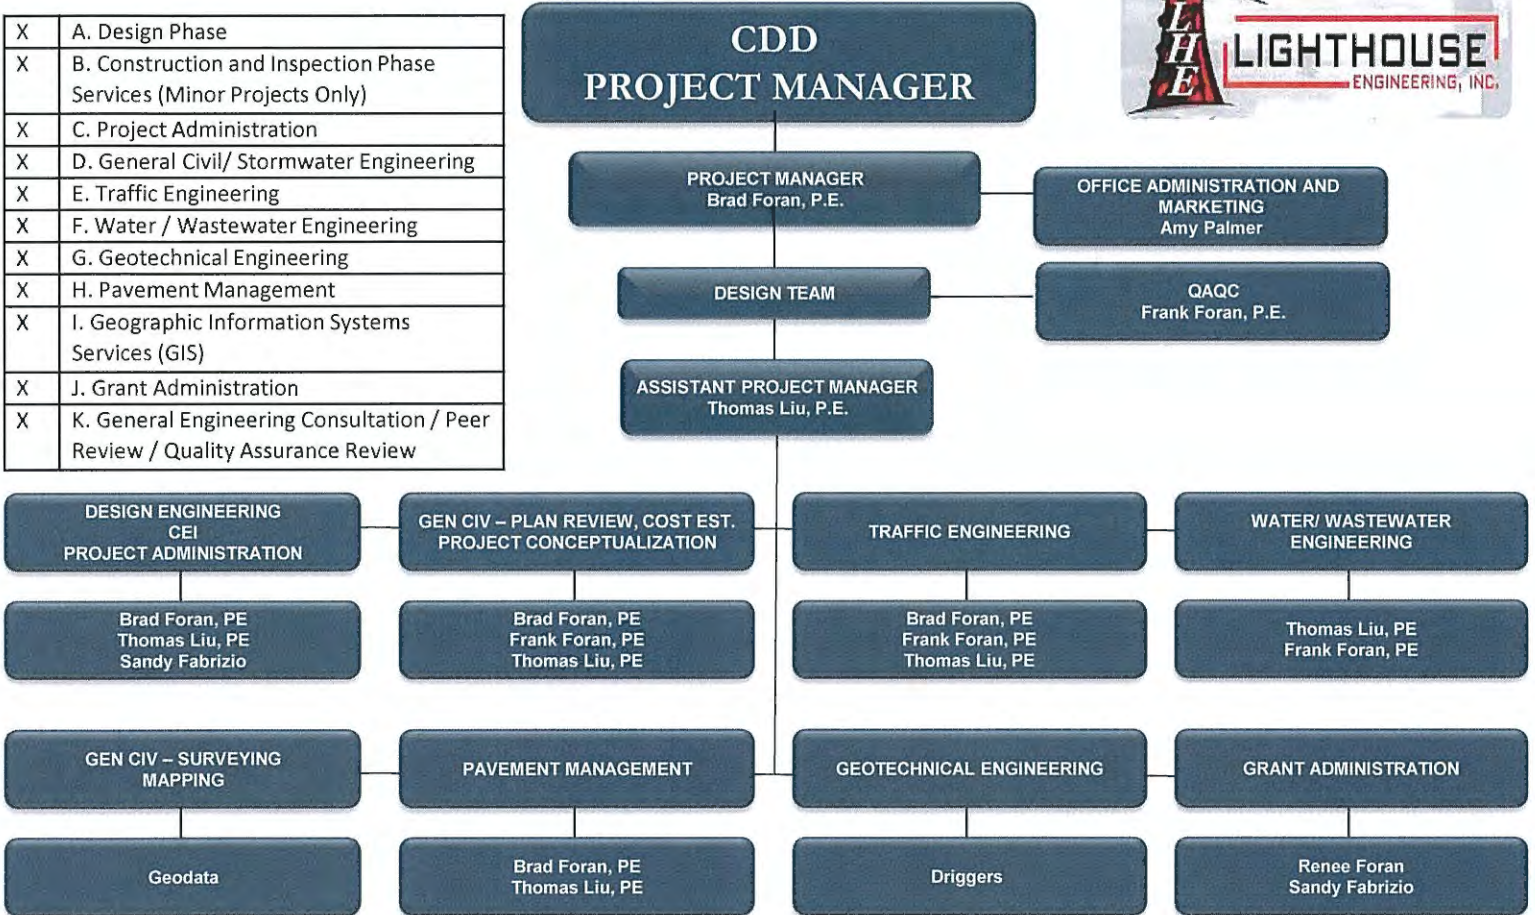 X A. Design Phase
X B. Construction and Inspection Phase
Services (Minor Projects Only)
X C. Project Administration
X D. General Civil/ Stormwater Engineering
X E. Traffic Engineering
X F. Water / Wastewater Engineering
X G. Geotechnical Engineering
X H. Pavement Management
X I. Geographic Information Systems
Services (GIS)
X J. Grant Administration
X K. General Engineering Consultation / Peer
Review / Quality Assurance Review
CDD
PROJECT MANAGER
LHE
LIGHTHOUSE
ENGINEERING, INC.
PROJECT MANAGER
Brad Foran, P.E.
OFFICE ADMINISTRATION AND
MARKETING
Amy Palmer
DESIGN TEAM
QAQC
Frank Foran, P.E.
ASSISTANT PROJECT MANAGER
Thomas Liu, P.E.
DESIGN ENGINEERING
CEI
PROJECT ADMINISTRATION
GEN CIV – PLAN REVIEW, COST EST.
PROJECT CONCEPTUALIZATION
TRAFFIC ENGINEERING
WATER/ WASTEWATER
ENGINEERING
Brad Foran, PE
Thomas Liu, PE
Sandy Fabrizio
Brad Foran, PE
Frank Foran, PE
Thomas Liu, PE
Brad Foran, PE
Frank Foran, PE
Thomas Liu, PE
Thomas Liu, PE
Frank Foran, PE
GEN CIV – SURVEYING
MAPPING
PAVEMENT MANAGEMENT
GEOTECHNICAL ENGINEERING
GRANT ADMINISTRATION
Geodata
Brad Foran, PE
Thomas Liu, PE
Driggers
Renee Foran
Sandy Fabrizio